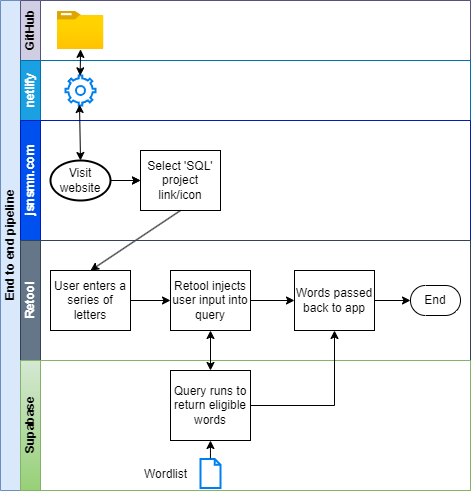 End to end pipeline
GitHub
netlify
jsnsmn.com
Visit
website
Select 'SQL'
project
link/icon
Retool
User enters a
series of
letters
Retool injects
user input into
query
Words passed
back to app
End
Supabase
Query runs to
return eligible
words
Wordlist